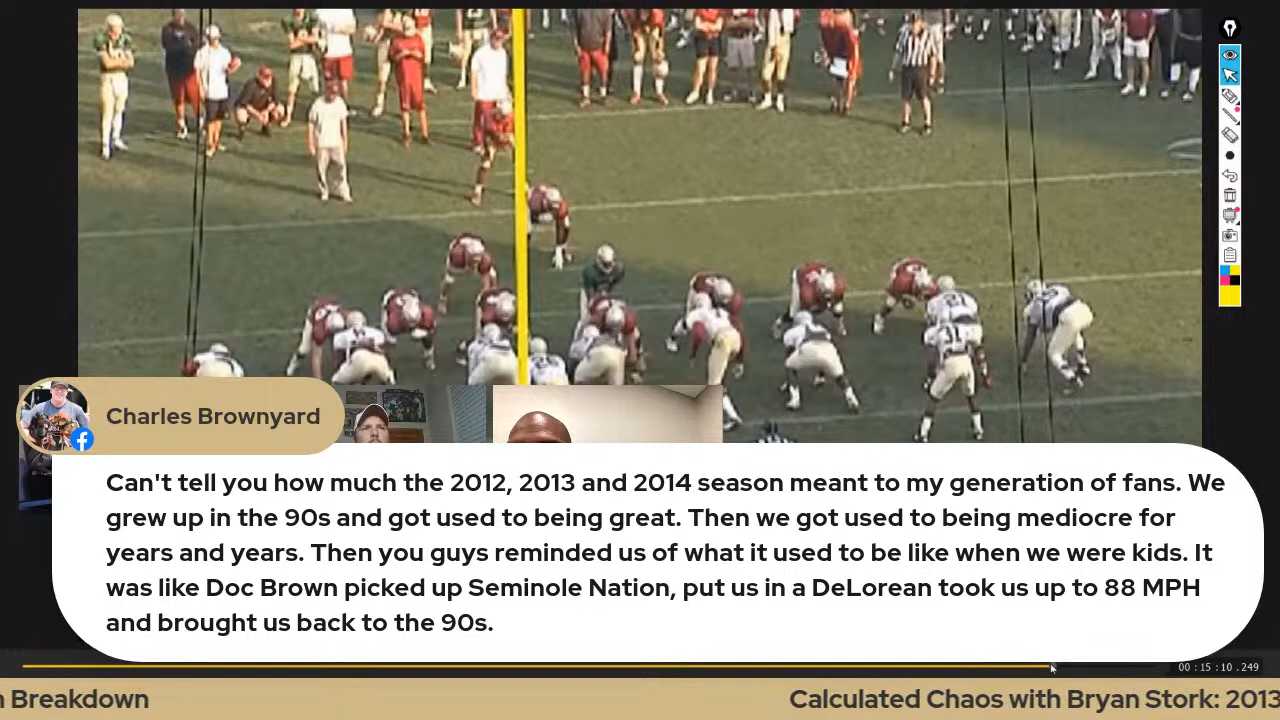 Charles Brownyard
Can't tell you how much the 2012, 2013 and 2014 season meant to my generation of fans. We
grew up in the 90s and got used to being great. Then we got used to being mediocre for
years and years. Then you guys reminded us of what it used to be like when we were kids. It
was like Doc Brown picked up Seminole Nation, put us in a DeLorean took us up to 88 MPH
and brought us back to the 90s.
00:15:10.249
n Breakdown
Calculated Chaos with Bryan Stork: 2013